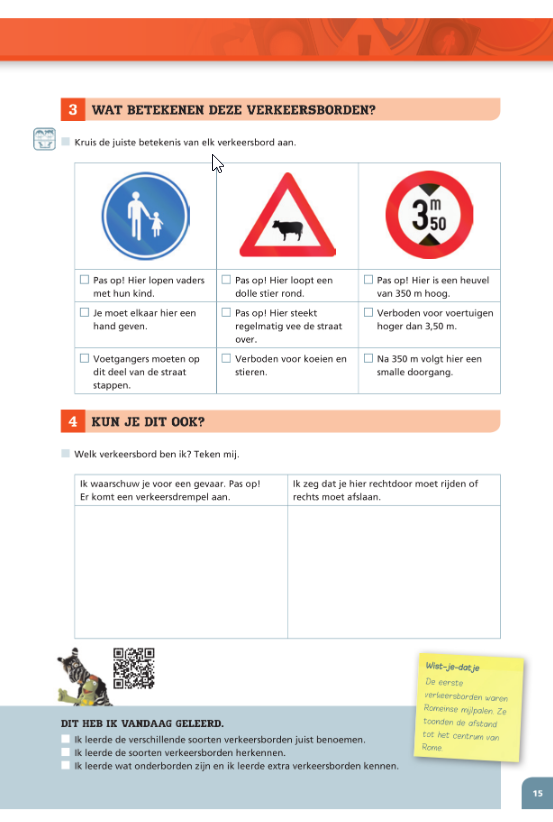 3 WAT BETEKENEN DEZE VERKEERSBORDEN?
Kruis de juiste betekenis van elk verkeersbord aan.
3 m 50
Pas op! Hier lopen vaders
met hun kind.
Pas op! Hier loopt een
dolle stier rond.
Pas op! Hier is een heuvel
van 350 m hoog.
Je moet elkaar hier een
hand geven.
Pas op! Hier steekt
regelmatig vee de straat
over.
Verboden voor voertuigen
hoger dan 3,50 m.
Voetgangers moeten op
dit deel van de straat
stappen.
Verboden voor koeien en
stieren.
Na 350 m volgt hier een
smalle doorgang.
4 KUN JE DIT OOK?
Welk verkeersbord ben ik? Teken mij.
Ik waarschuw je voor een gevaar. Pas op!
Er komt een verkeersdrempel aan.
Ik zeg dat je hier rechtdoor moet rijden of
rechts moet afslaan.
Wist-je-datje
De eerste
verkeersborden waren
Romeinse mijlpalen. Ze
toonden de afstand
tot het centrum van
Rome.
DIT HEB IK VANDAAG GELEERD.
Ik leerde de verschillende soorten verkeersborden juist benoemen.
Ik leerde de soorten verkeersborden herkennen.
Ik leerde wat onderborden zijn en ik leerde extra verkeersborden kennen.
15